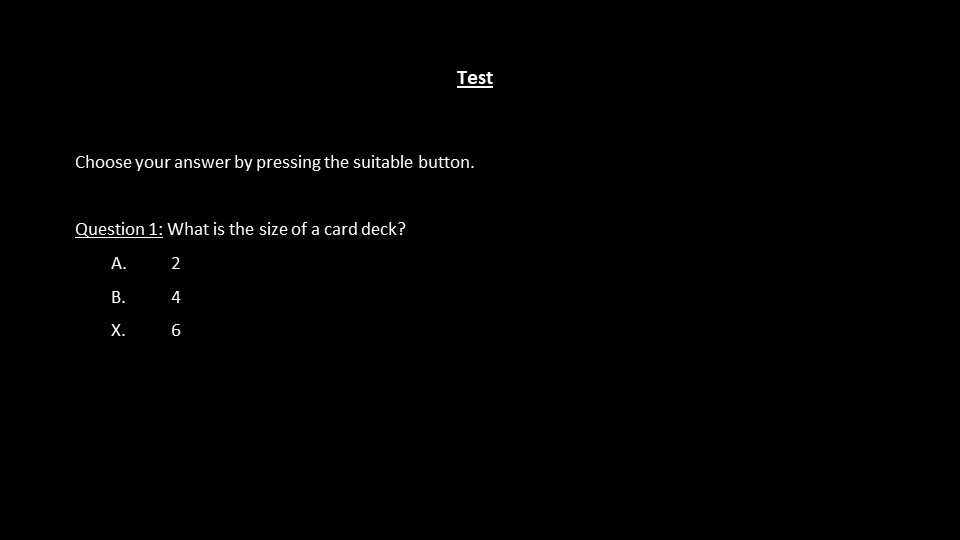 Test
Choose your answer by pressing the suitable button.
Question 1: What is the size of a card deck?
A. 2
B. 4
X. 6